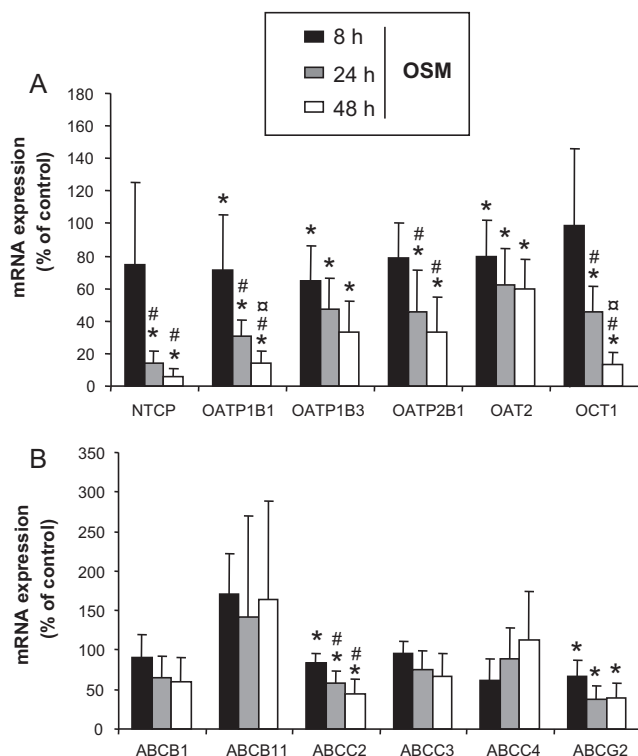 8 h
24 h
48 h
OSM
A
mRNA expression
(% of control)
180
160
140
120
100
80
60
40
20
0
* # * # * * # * ¤ # * * * * # * # * * * * # * ¤ # *
NTCP OATP1B1 OATP1B3 OATP2B1 OAT2 OCT1
B
mRNA expression
(% of control)
350
300
250
200
150
100
50
0
* # * # * * * *
ABCB1 ABCB11 ABCC2 ABCC3 ABCC4 ABCG2